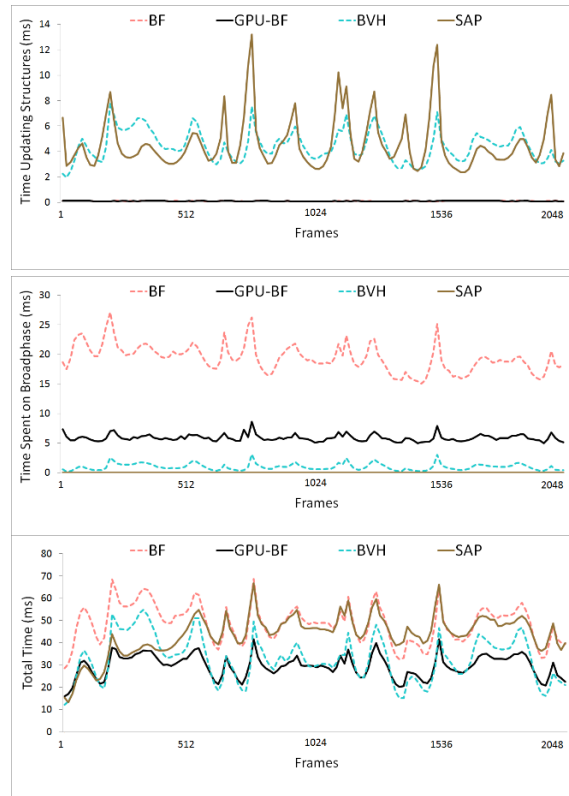 BF GPU-BF BVH SAP
Time Updating Structures (ms)
14
12
10
8
6
4
2
0
1 512 1024 1536 2048
Frames
BF GPU-BF BVH SAP
Time Spent on Broadphase (ms)
30
25
20
15
10
5
0
1 512 1024 1536 2048
Frames
BF GPU-BF BVH SAP
Total Time (ms)
80
70
60
50
40
30
20
10
0
1 512 1024 1536 2048
Frames